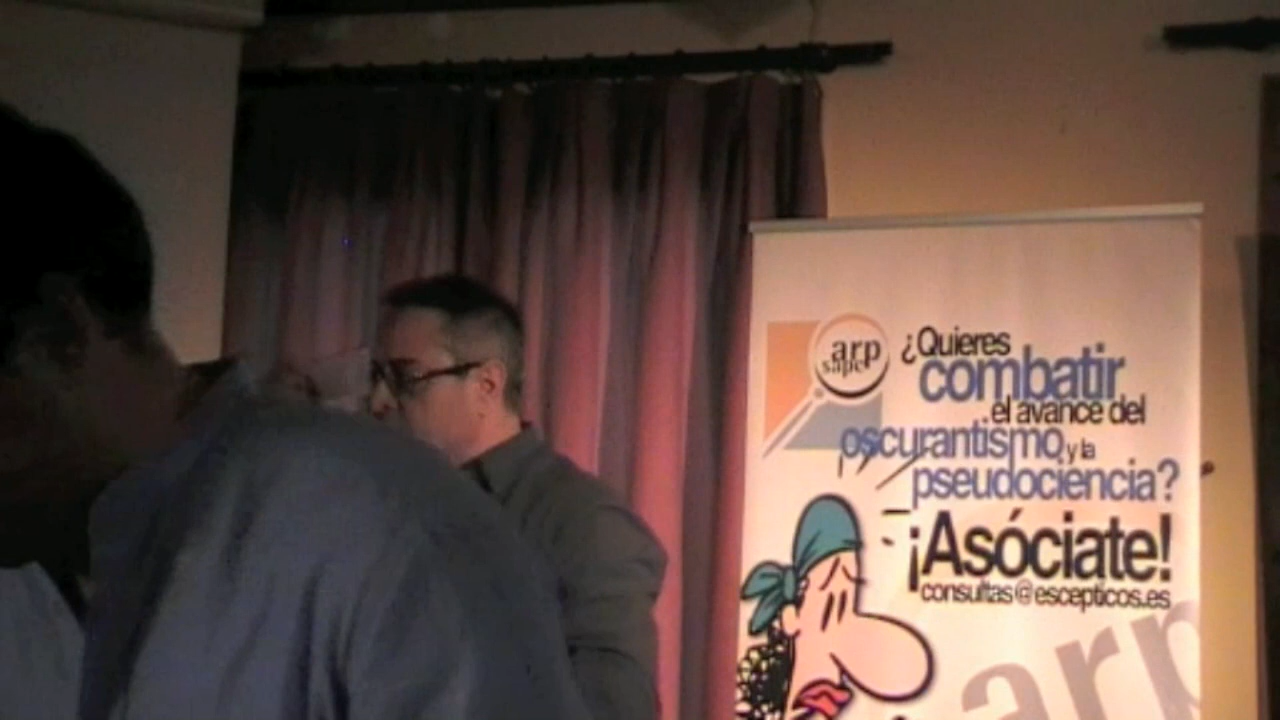 arp
sapc
¿Quieres
combatir
el avance del
oscurantismo y la
pseudociencia?
¡Asóciate!
consultas@escepticos.es
arp